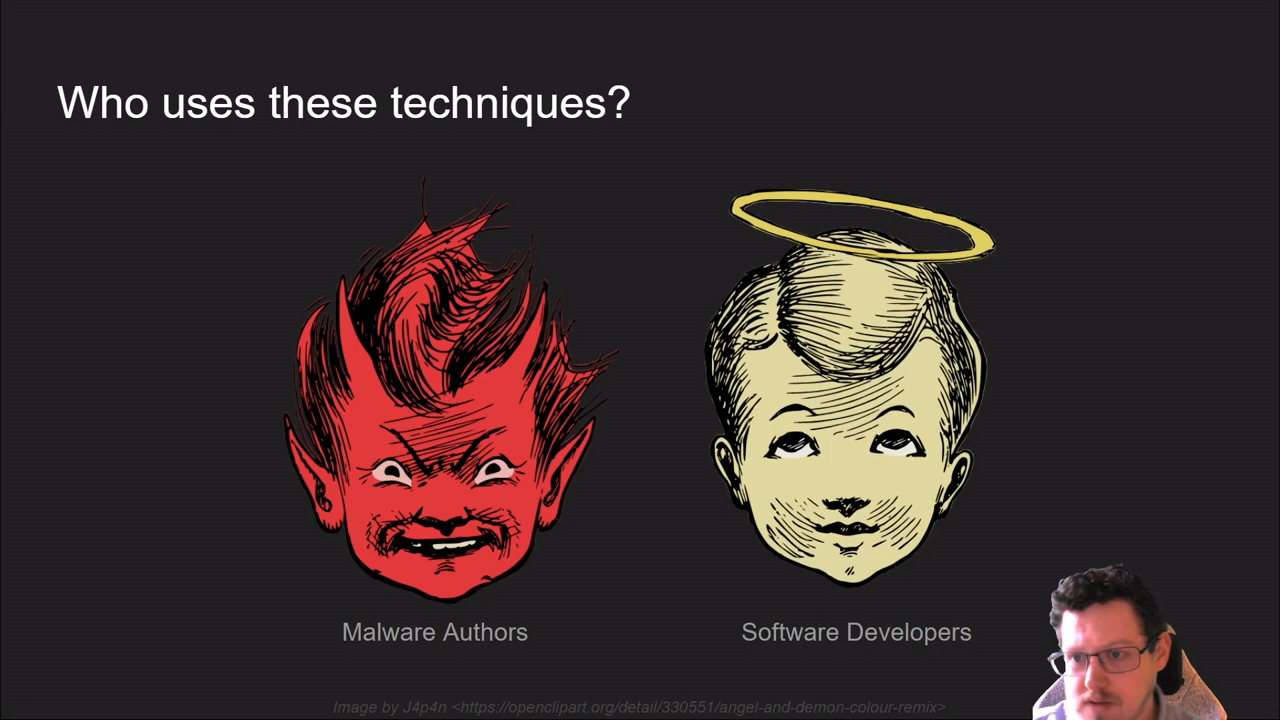 Who uses these techniques?
Malware Authors
Software Developers
Image by J4p4n <https://openclipart.org/detail/330551/angel-and-demon-colour-remix>